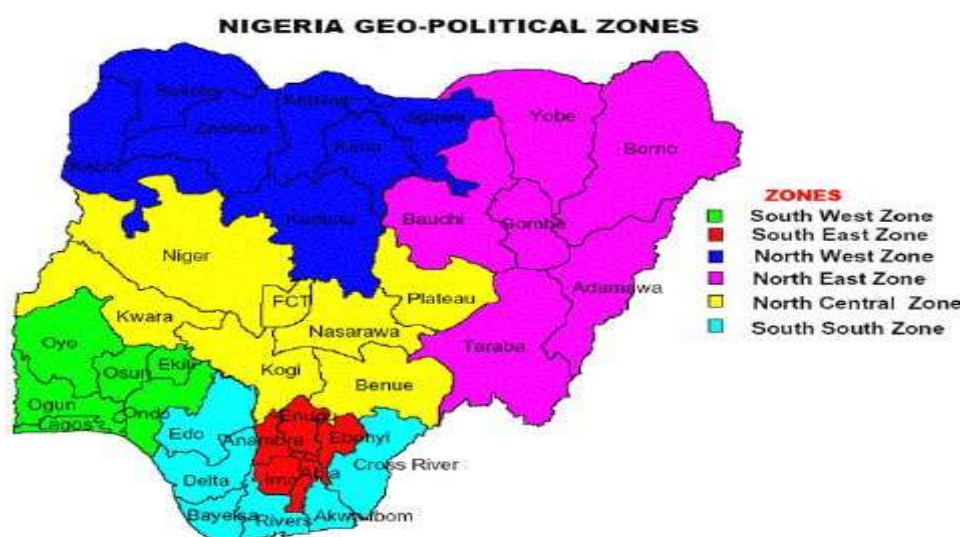 NIGERIA GEO-POLITICAL ZONES
Sokoto
Katsina
Zamfara
Jigawa
Kano
Kebbi
Kaduna
Yobe
Borno
Bauchi
Gombe
Adamawa
Taraba
Niger
FCT
Plateau
Kwara
Nasarawa
Kogi
Benue
Oyo
Osun
Ekiti
Ogun
Ondo
Lagos
Edo
Enugu
Anambra
Ebonyi
Imo
Abia
Cross River
Delta
Bayelsa
Rivers
Akwa Ibom
ZONES
South West Zone
South East Zone
North West Zone
North East Zone
North Central Zone
South South Zone